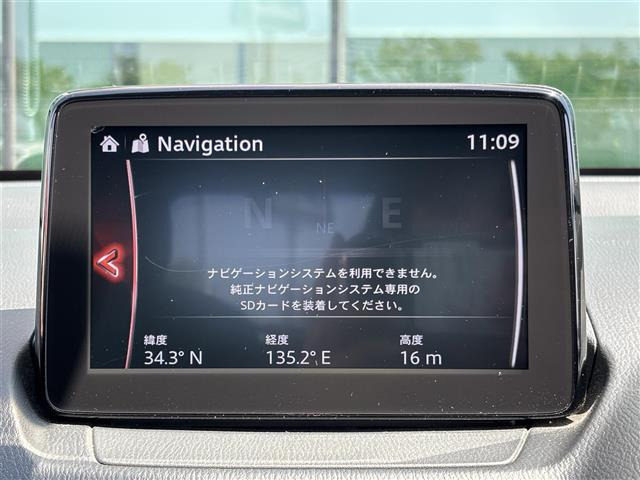 Navigation 11:09
N NE E
ナビゲーションシステムを利用できません。
純正ナビゲーションシステム専用の
SDカードを装着してください。
緯度 経度 高度
34.3° N 135.2° E 16 m